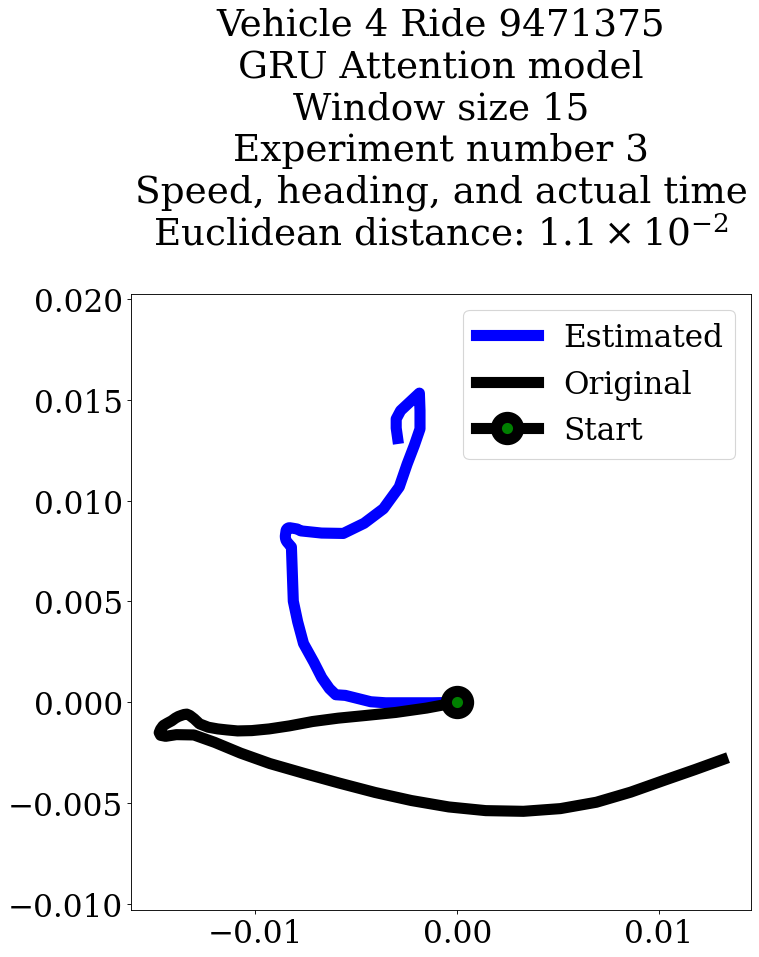 Vehicle 4 Ride 9471375
GRU Attention model
Window size 15
Experiment number 3
Speed, heading, and actual time
Euclidean distance: 1.1 × 10⁻²
Estimated
Original
Start
0.020
0.015
0.010
0.005
0.000
−0.005
−0.010
−0.01
0.00
0.01